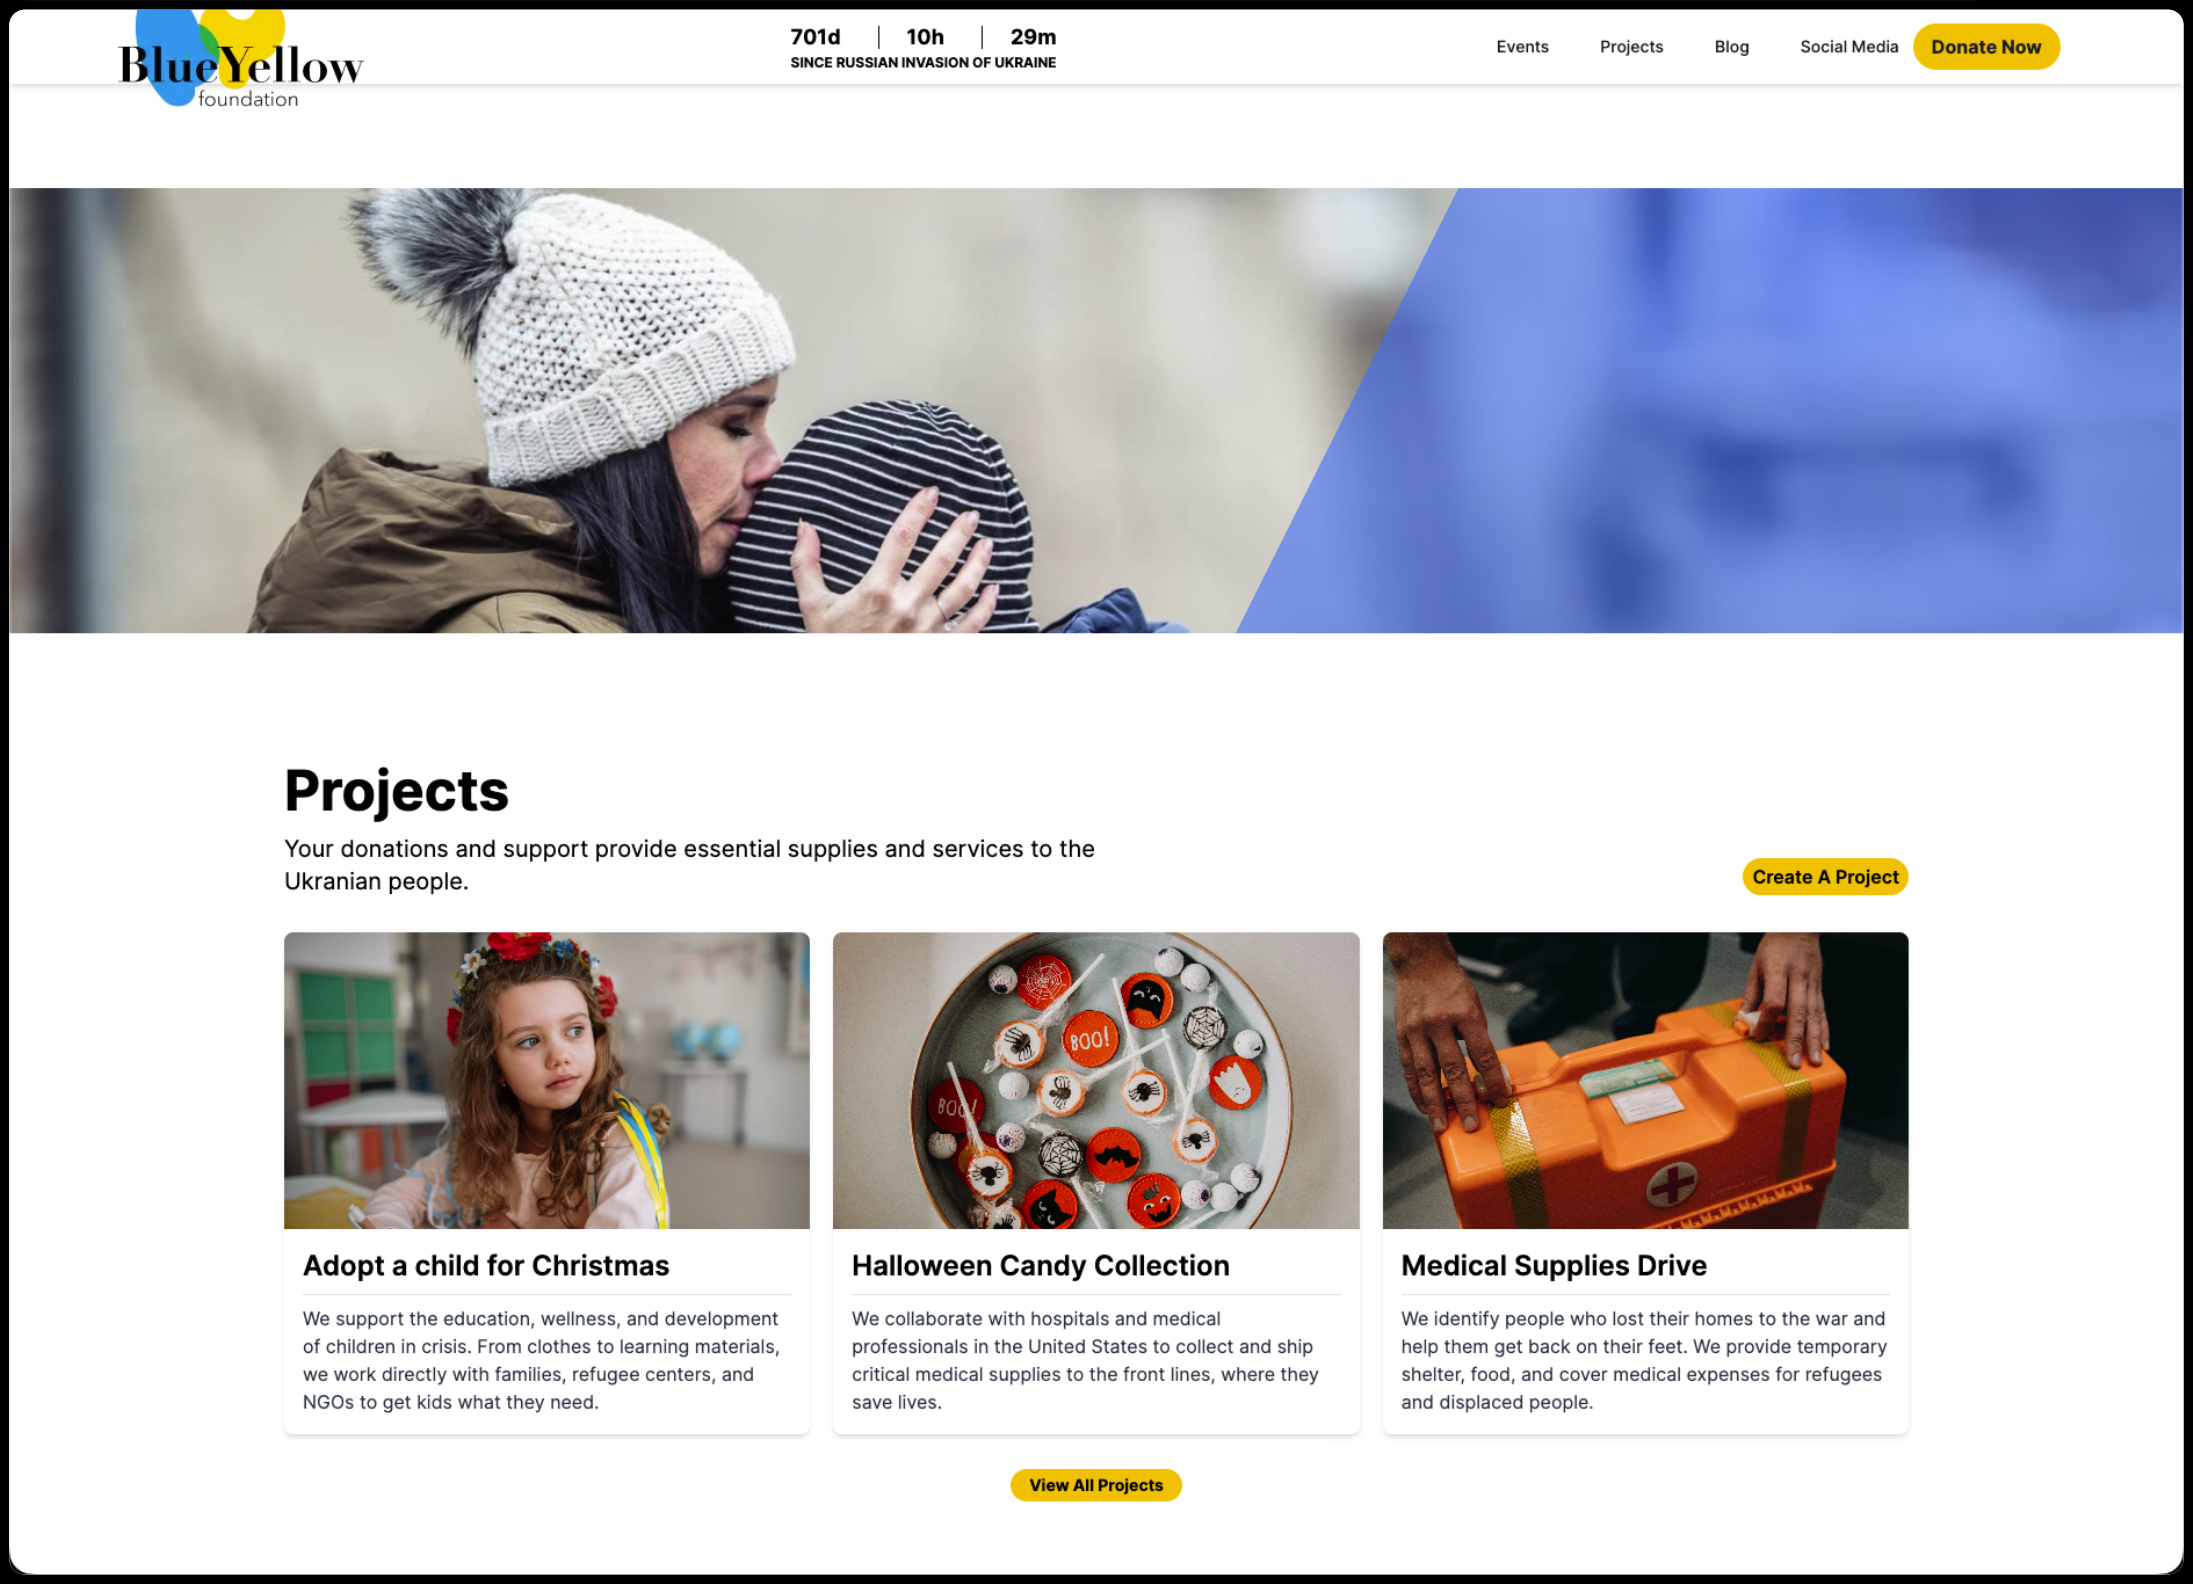 BlueYellow
foundation
701d
10h
29m
SINCE RUSSIAN INVASION OF UKRAINE
Events
Projects
Blog
Social Media
Donate Now
Projects
Your donations and support provide essential supplies and services to the
Ukranian people.
Create A Project
BOO!
BOO!
Adopt a child for Christmas
We support the education, wellness, and development
of children in crisis. From clothes to learning materials,
we work directly with families, refugee centers, and
NGOs to get kids what they need.
Halloween Candy Collection
We collaborate with hospitals and medical
professionals in the United States to collect and ship
critical medical supplies to the front lines, where they
save lives.
Medical Supplies Drive
We identify people who lost their homes to the war and
help them get back on their feet. We provide temporary
shelter, food, and cover medical expenses for refugees
and displaced people.
View All Projects